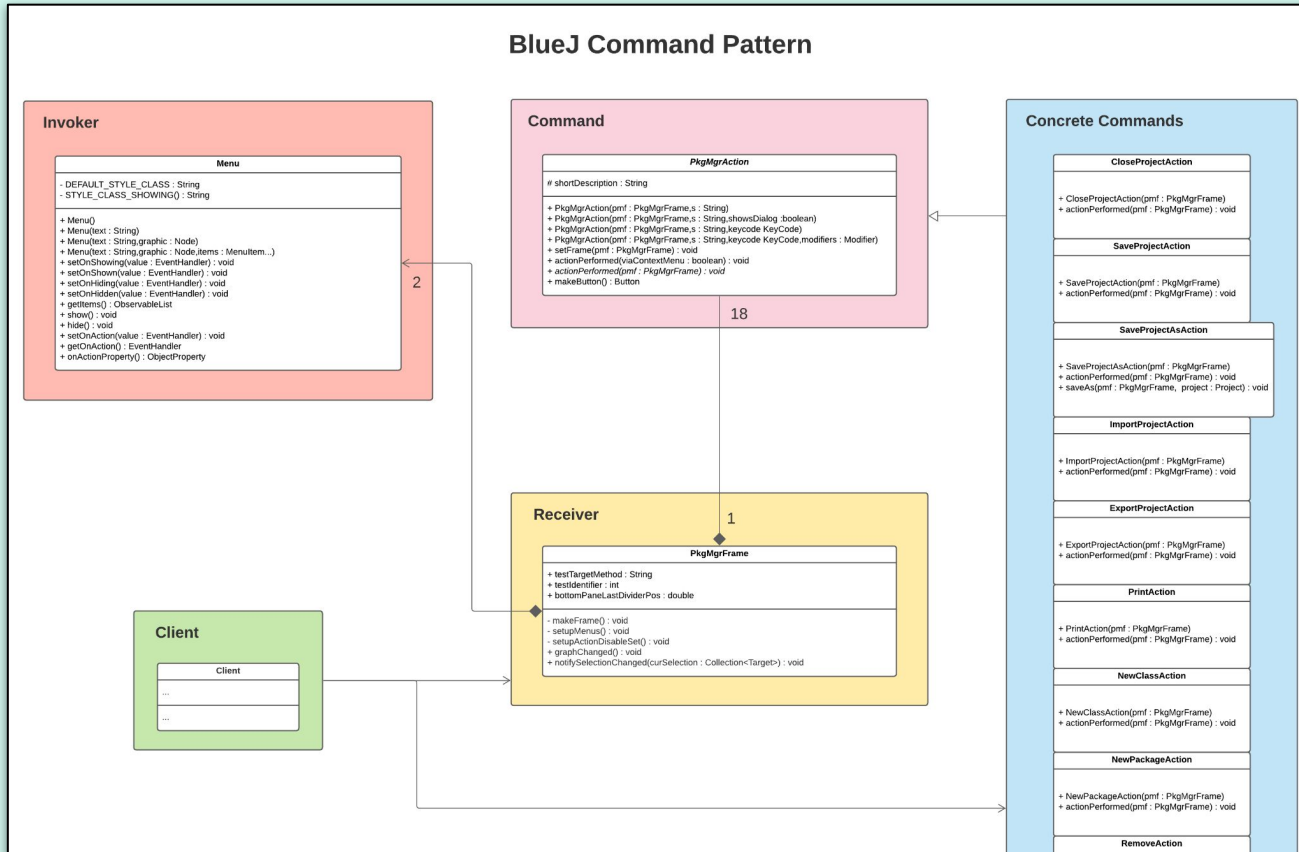 BlueJ Command Pattern
Invoker
Menu
- DEFAULT_STYLE_CLASS : String
- STYLE_CLASS_SHOWING() : String
+ Menu()
+ Menu(text : String)
+ Menu(text : String,graphic : Node)
+ Menu(text : String,graphic : Node,items : MenuItem...)
+ setOnShowing(value : EventHandler) : void
+ setOnShown(value : EventHandler) : void
+ setOnHiding(value : EventHandler) : void
+ setOnHidden(value : EventHandler) : void
+ getItems() : ObservableList
+ show() : void
+ hide() : void
+ setOnAction(value : EventHandler) : void
+ getOnAction() : EventHandler
+ onActionProperty() : ObjectProperty
2
Command
PkgMgrAction
# shortDescription : String
+ PkgMgrAction(pmf : PkgMgrFrame,s : String)
+ PkgMgrAction(pmf : PkgMgrFrame,s : String,showsDialog :boolean)
+ PkgMgrAction(pmf : PkgMgrFrame,s : String,keycode KeyCode)
+ PkgMgrAction(pmf : PkgMgrFrame,s : String,keycode KeyCode,modifiers : Modifier)
+ setFrame(pmf : PkgMgrFrame) : void
+ actionPerformed(viaContextMenu : boolean) : void
+ actionPerformed(pmf : PkgMgrFrame) : void
+ makeButton() : Button
18
1
Receiver
PkgMgrFrame
+ testTargetMethod : String
+ testIdentifier : int
+ bottomPaneLastDividerPos : double
- makeFrame() : void
- setupMenus() : void
- setupActionDisableSet() : void
+ graphChanged() : void
+ notifySelectionChanged(curSelection : Collection<Target>) : void
Client
Client
...
...
Concrete Commands
CloseProjectAction
+ CloseProjectAction(pmf : PkgMgrFrame)
+ actionPerformed(pmf : PkgMgrFrame) : void
SaveProjectAction
+ SaveProjectAction(pmf : PkgMgrFrame)
+ actionPerformed(pmf : PkgMgrFrame) : void
SaveProjectAsAction
+ SaveProjectAsAction(pmf : PkgMgrFrame)
+ actionPerformed(pmf : PkgMgrFrame) : void
+ saveAs(pmf : PkgMgrFrame, project : Project) : void
ImportProjectAction
+ ImportProjectAction(pmf : PkgMgrFrame)
+ actionPerformed(pmf : PkgMgrFrame) : void
ExportProjectAction
+ ExportProjectAction(pmf : PkgMgrFrame)
+ actionPerformed(pmf : PkgMgrFrame) : void
PrintAction
+ PrintAction(pmf : PkgMgrFrame)
+ actionPerformed(pmf : PkgMgrFrame) : void
NewClassAction
+ NewClassAction(pmf : PkgMgrFrame)
+ actionPerformed(pmf : PkgMgrFrame) : void
NewPackageAction
+ NewPackageAction(pmf : PkgMgrFrame)
+ actionPerformed(pmf : PkgMgrFrame) : void
RemoveAction